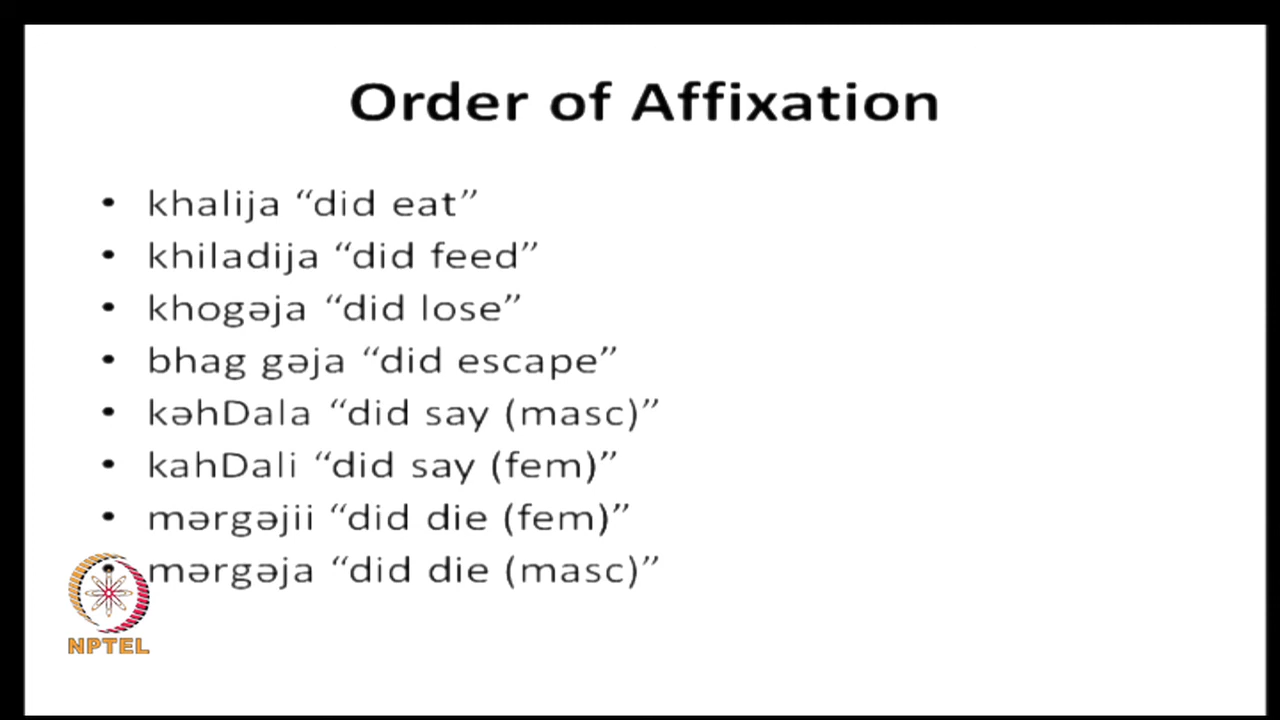 Order of Affixation
• khalija “did eat”
• khiladija “did feed”
• khogəja “did lose”
• bhag gəja “did escape”
• kəhDala “did say (masc)”
• kahDali “did say (fem)”
• mərgəjii “did die (fem)”
• mərgəja “did die (masc)”
NPTEL